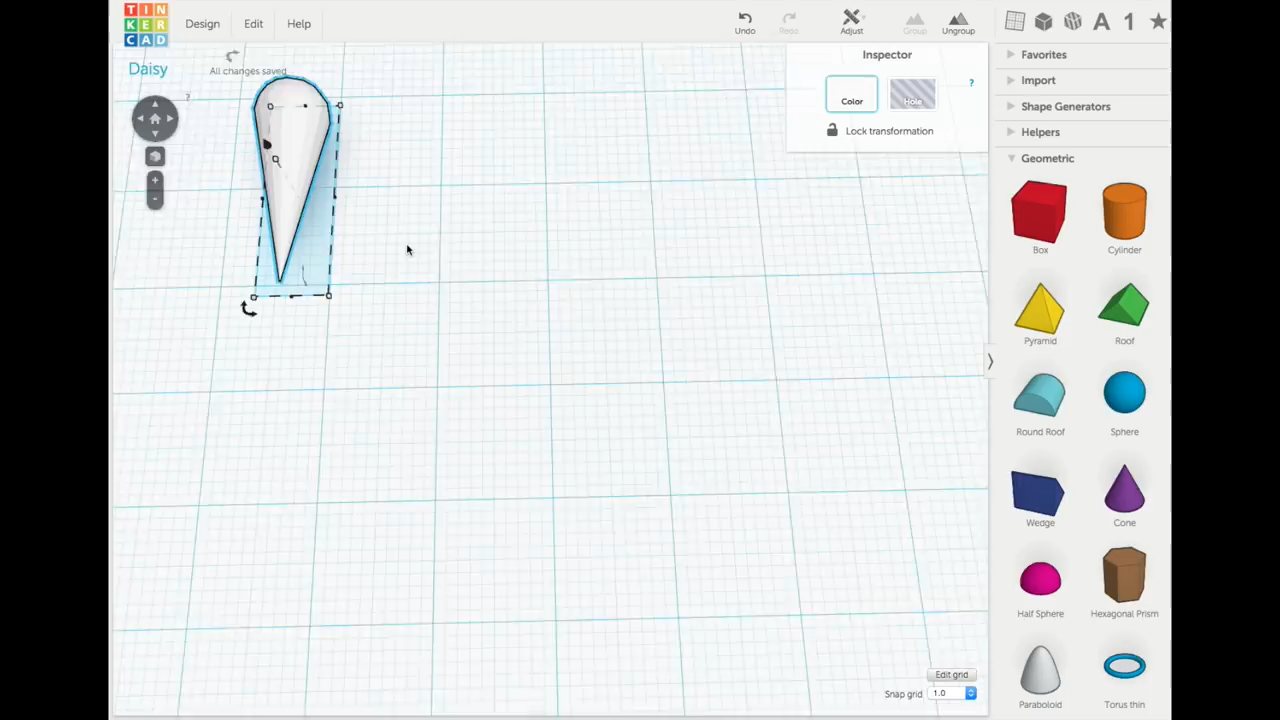 TIN
KER
CAD
Design
Edit
Help
Undo
Redo
Adjust
Group
Ungroup
A
1
Daisy
All changes saved
?
+
-
Inspector
Color
Hole
?
Lock transformation
Favorites
Import
Shape Generators
Helpers
Geometric
Box
Cylinder
Pyramid
Roof
Round Roof
Sphere
Wedge
Cone
Half Sphere
Hexagonal Prism
Paraboloid
Torus thin
Edit grid
Snap grid 1.0